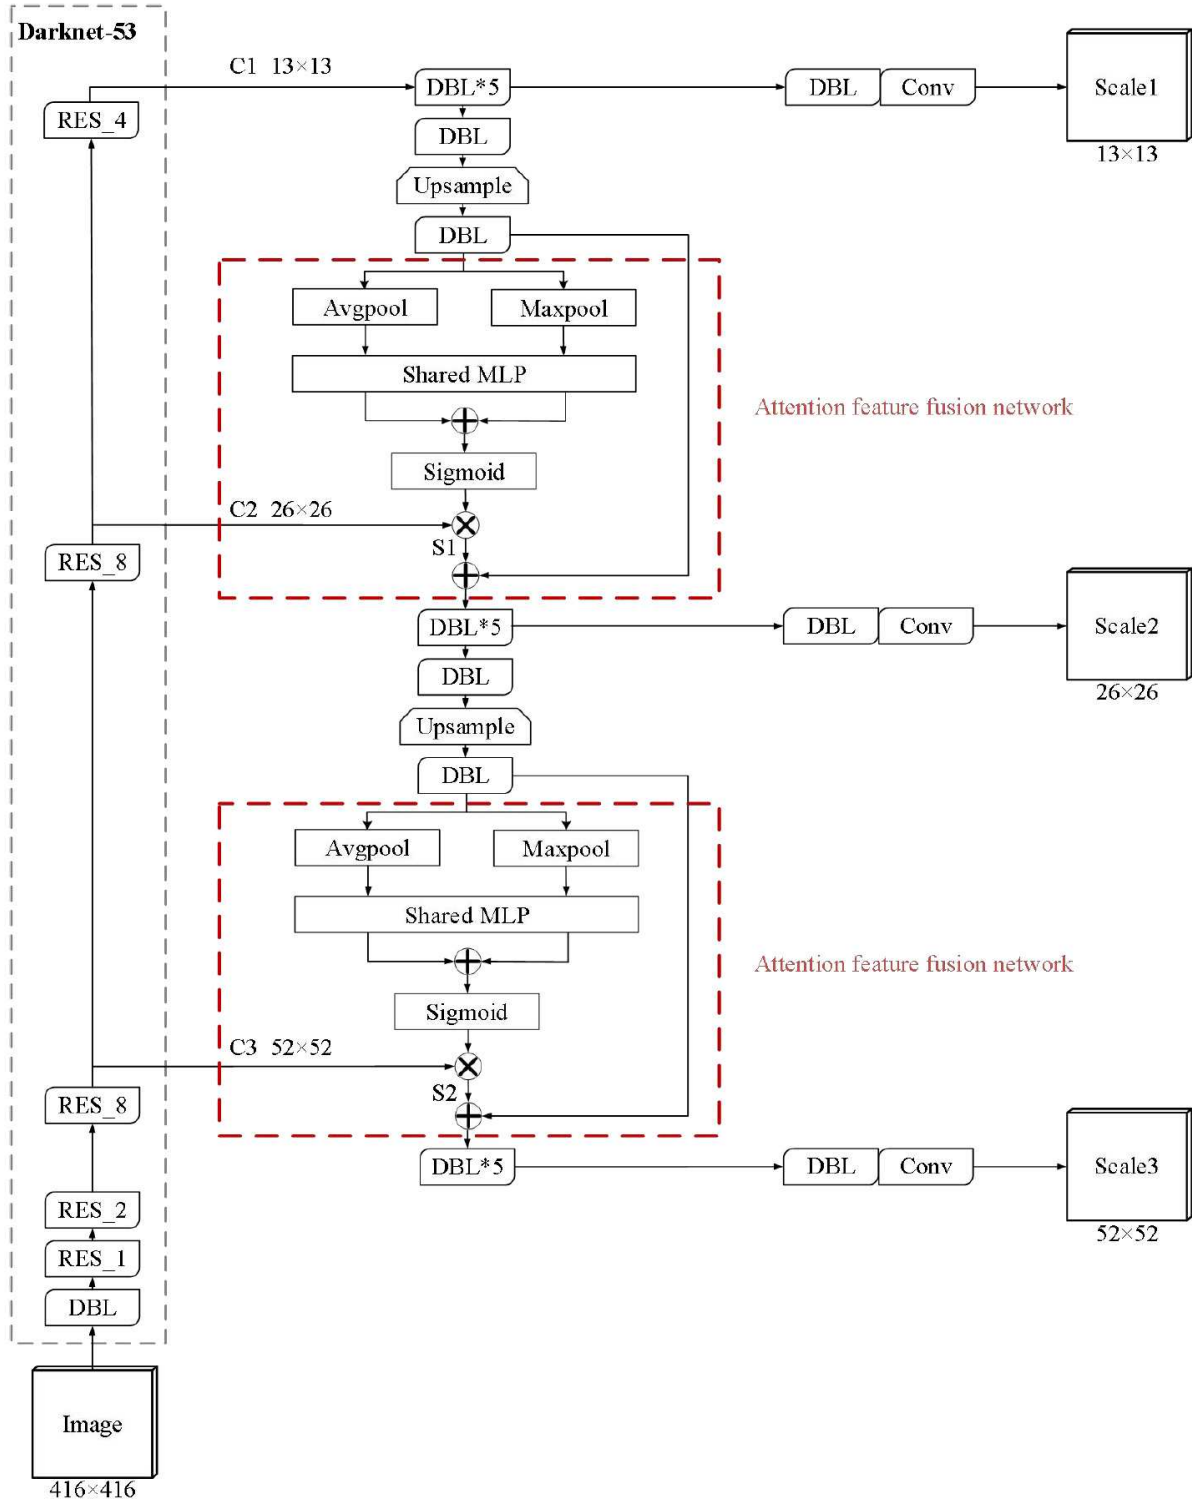 Darknet-53
C1 13×13
DBL*5
DBL
Conv
Scale1
13×13
RES_4
DBL
Upsample
DBL
Avgpool
Maxpool
Shared MLP
Attention feature fusion network
Sigmoid
C2 26×26
S1
RES_8
DBL*5
DBL
Conv
Scale2
26×26
DBL
Upsample
DBL
Avgpool
Maxpool
Shared MLP
Attention feature fusion network
Sigmoid
C3 52×52
S2
RES_8
DBL*5
DBL
Conv
Scale3
52×52
RES_2
RES_1
DBL
Image
416×416